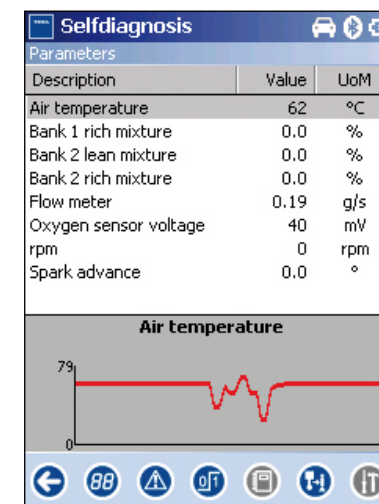 Selfdiagnosis
Parameters
Description Value UoM
Air temperature 62 °C
Bank 1 rich mixture 0.0 %
Bank 2 lean mixture 0.0 %
Bank 2 rich mixture 0.0 %
Flow meter 0.19 g/s
Oxygen sensor voltage 40 mV
rpm 0 rpm
Spark advance 0.0 °
Air temperature
79
0
88 01